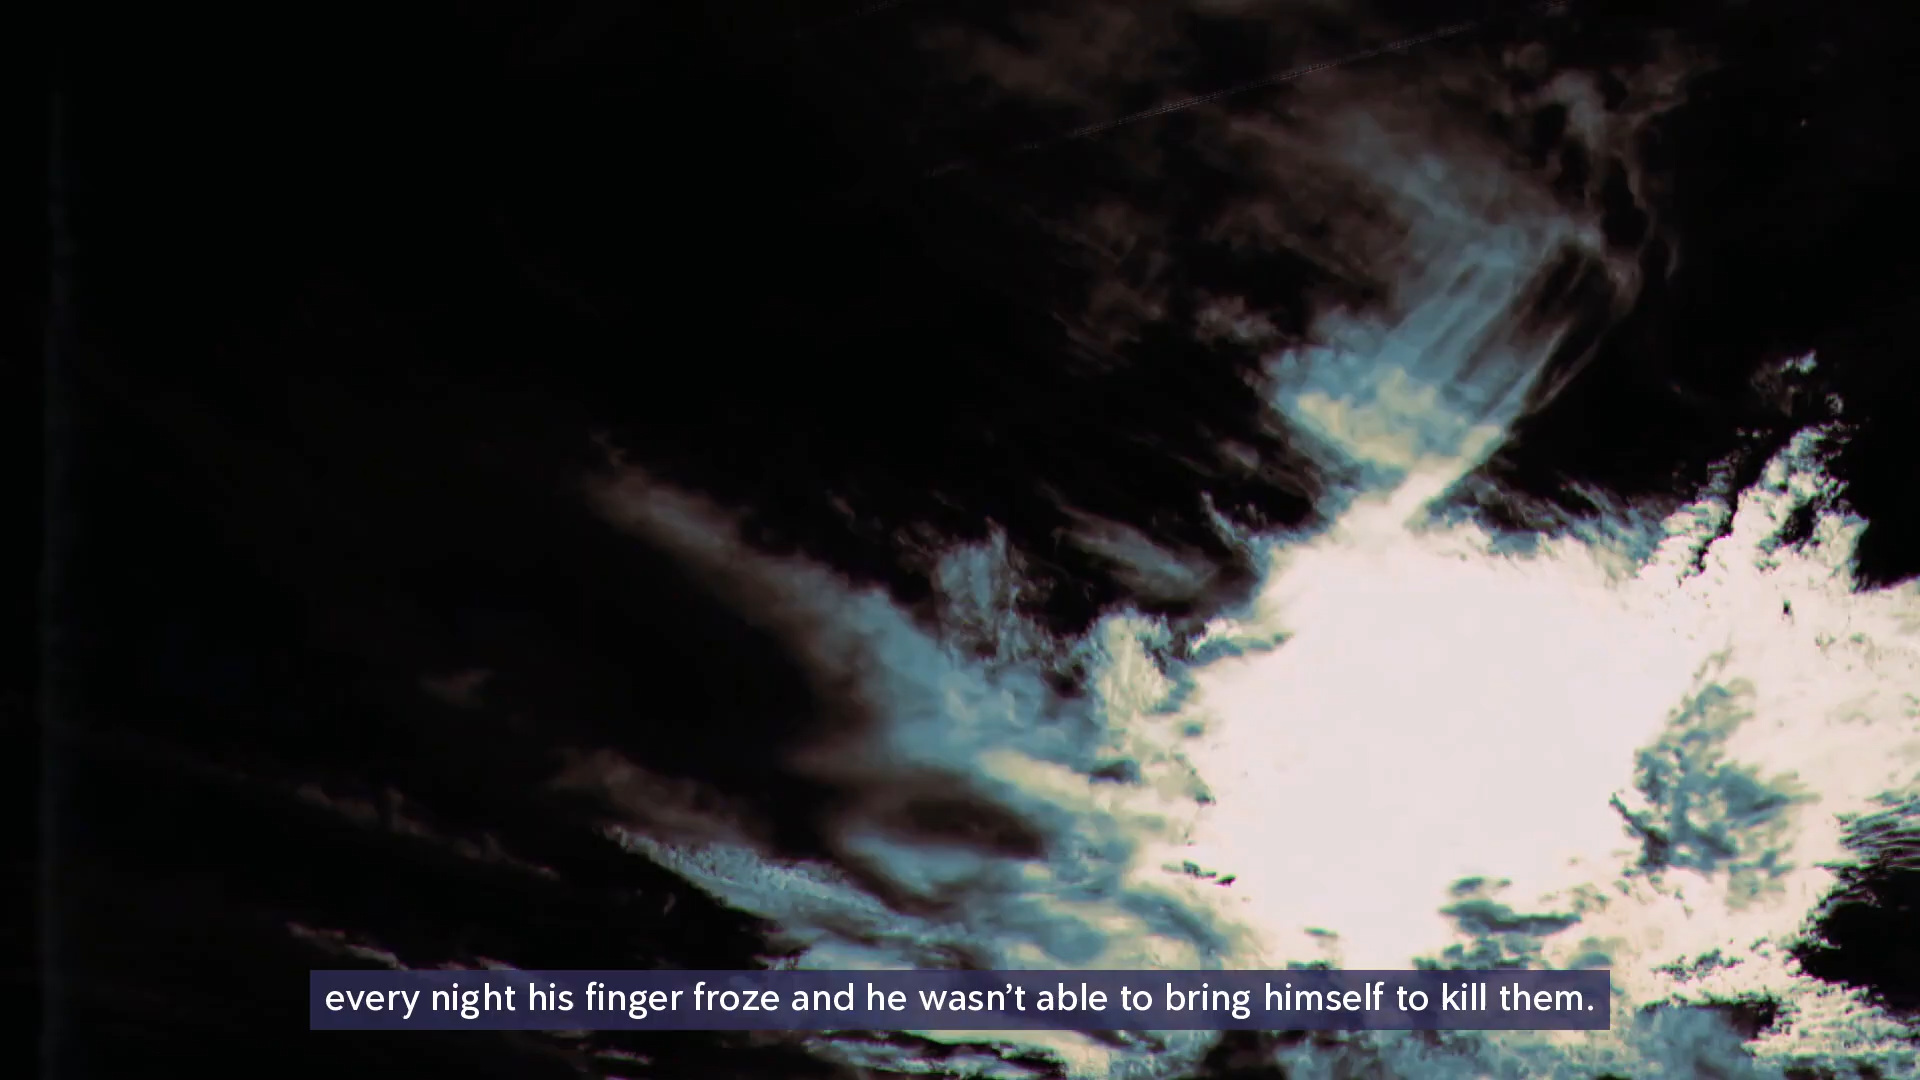 every night his finger froze and he wasn’t able to bring himself to kill them.